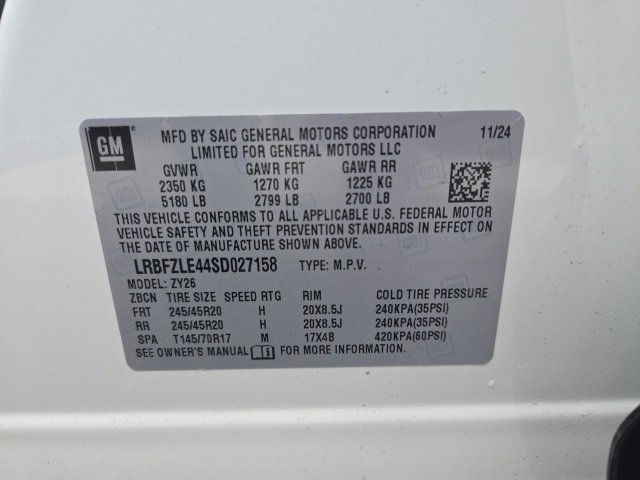 GM
MFD BY SAIC GENERAL MOTORS CORPORATION 11/24
LIMITED FOR GENERAL MOTORS LLC
GVWR GAWR FRT GAWR RR
2350 KG 1270 KG 1225 KG
5180 LB 2799 LB 2700 LB
THIS VEHICLE CONFORMS TO ALL APPLICABLE U.S. FEDERAL MOTOR
VEHICLE SAFETY AND THEFT PREVENTION STANDARDS IN EFFECT ON
THE DATE OF MANUFACTURE SHOWN ABOVE.
LRBFZLE44SD027158 TYPE: M.P.V.
MODEL: ZY26
ZBCN TIRE SIZE SPEED RTG RIM COLD TIRE PRESSURE
FRT 245/45R20 H 20X8.5J 240KPA(35PSI)
RR 245/45R20 H 20X8.5J 240KPA(35PSI)
SPA T145/70R17 M 17X4B 420KPA(60PSI)
SEE OWNER'S MANUAL FOR MORE INFORMATION.